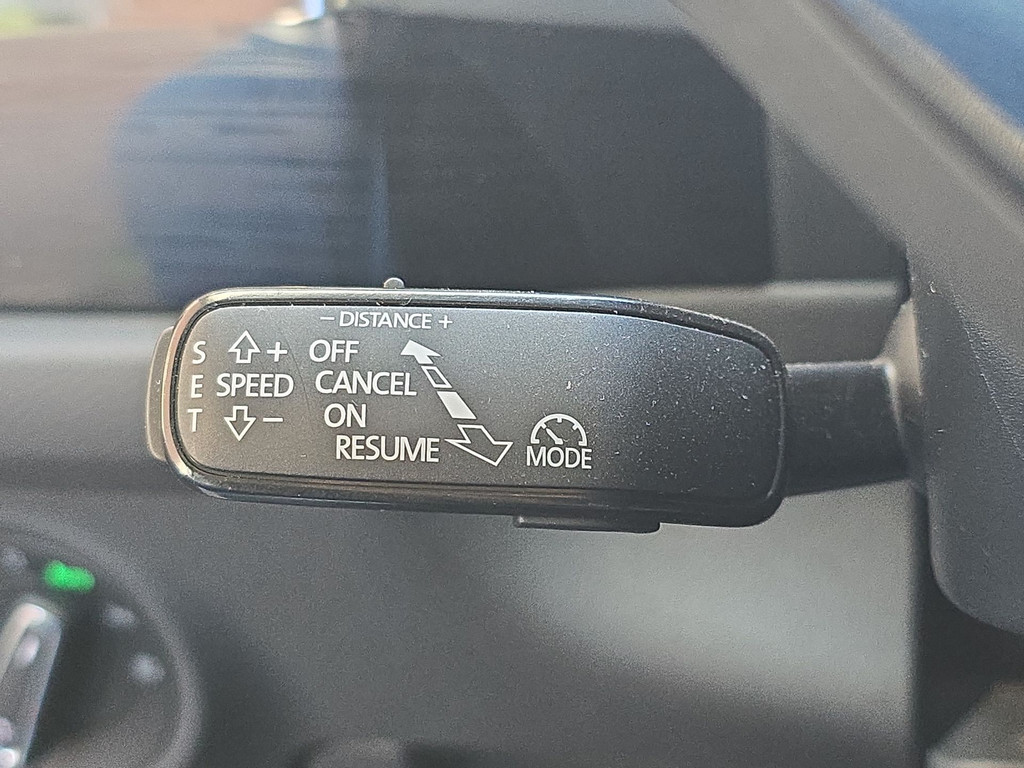 − DISTANCE +
S + OFF
E SPEED CANCEL
T − ON
RESUME MODE